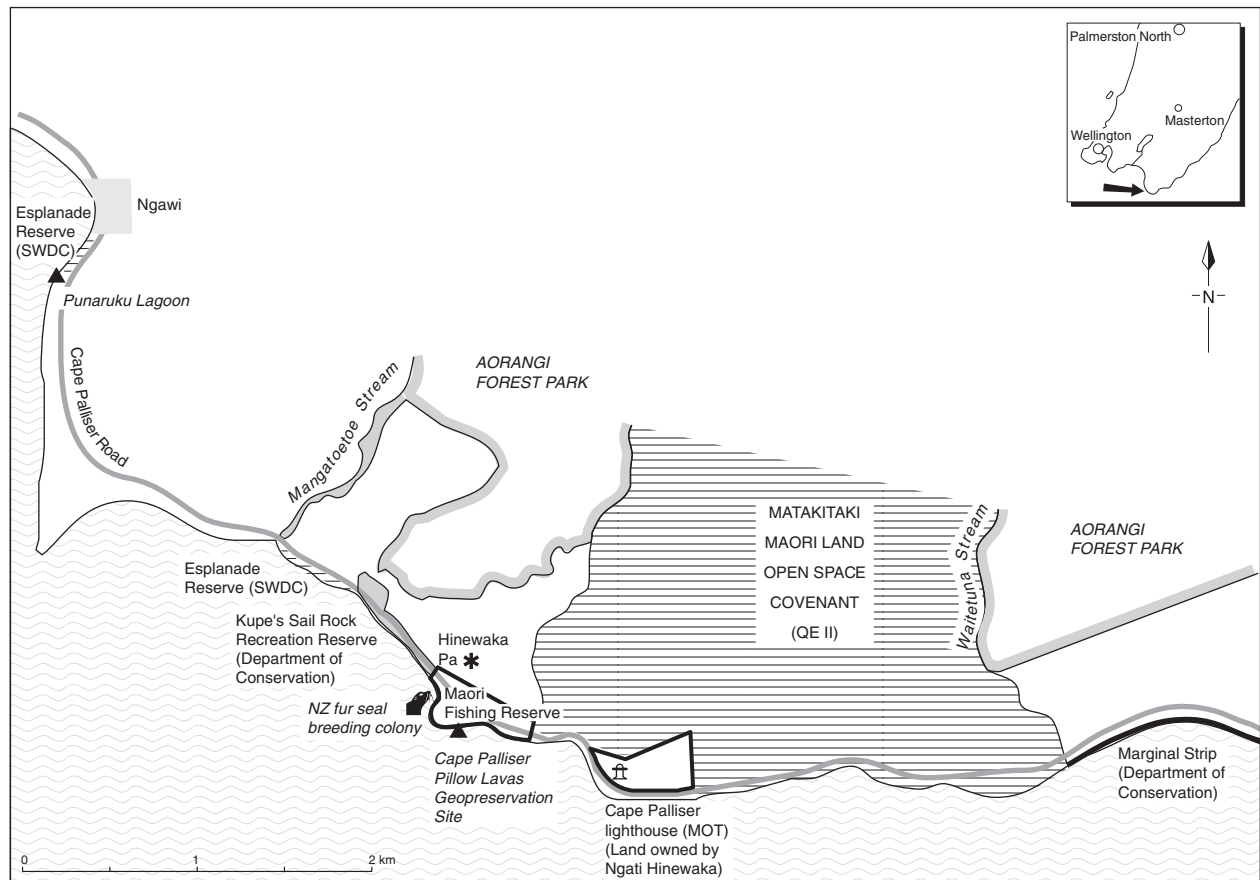 Palmerston North
Masterton
Wellington
N
Ngawi
Esplanade
Reserve
(SWDC)
Punaruku Lagoon
Cape Palliser Road
Mangatoetoe Stream
AORANGI
FOREST PARK
MATAKITAKI
MAORI LAND
OPEN SPACE
COVENANT
(QE II)
Waitetuna Stream
AORANGI
FOREST PARK
Esplanade
Reserve (SWDC)
Kupe's Sail Rock
Recreation Reserve
(Department of
Conservation)
Hinewaka
Pa
Maori
Fishing Reserve
NZ fur seal
breeding colony
Cape Palliser
Pillow Lavas
Geopreservation
Site
Cape Palliser
lighthouse (MOT)
(Land owned by
Ngati Hinewaka)
Marginal Strip
(Department of
Conservation)
0 1 2 km